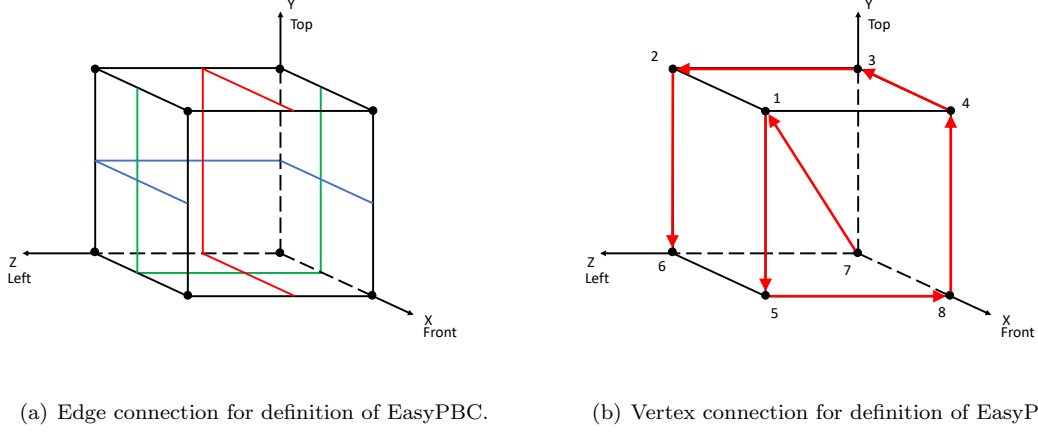 Y
Top
Z
Left
X
Front
Y
Top
2
3
1
4
Z
Left
6
7
5
8
X
Front
(a) Edge connection for definition of EasyPBC.
(b) Vertex connection for definition of EasyP